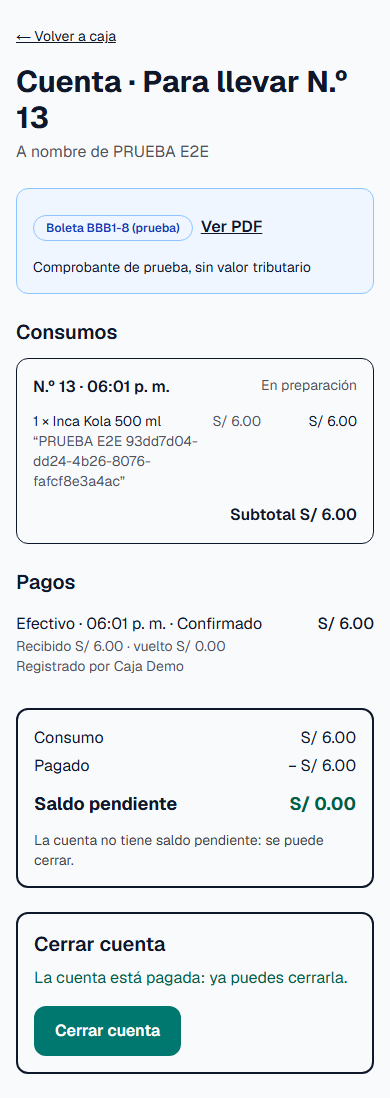 ← Volver a caja
Cuenta · Para llevar N.º
13
A nombre de PRUEBA E2E
Boleta BBB1-8 (prueba) Ver PDF
Comprobante de prueba, sin valor tributario
Consumos
N.º 13 · 06:01 p. m. En preparación
1 × Inca Kola 500 ml S/ 6.00 S/ 6.00
“PRUEBA E2E 93dd7d04-
dd24-4b26-8076-
fafcf8e3a4ac”
Subtotal S/ 6.00
Pagos
Efectivo · 06:01 p. m. · Confirmado S/ 6.00
Recibido S/ 6.00 · vuelto S/ 0.00
Registrado por Caja Demo
Consumo S/ 6.00
Pagado − S/ 6.00
Saldo pendiente S/ 0.00
La cuenta no tiene saldo pendiente: se puede
cerrar.
Cerrar cuenta
La cuenta está pagada: ya puedes cerrarla.
Cerrar cuenta